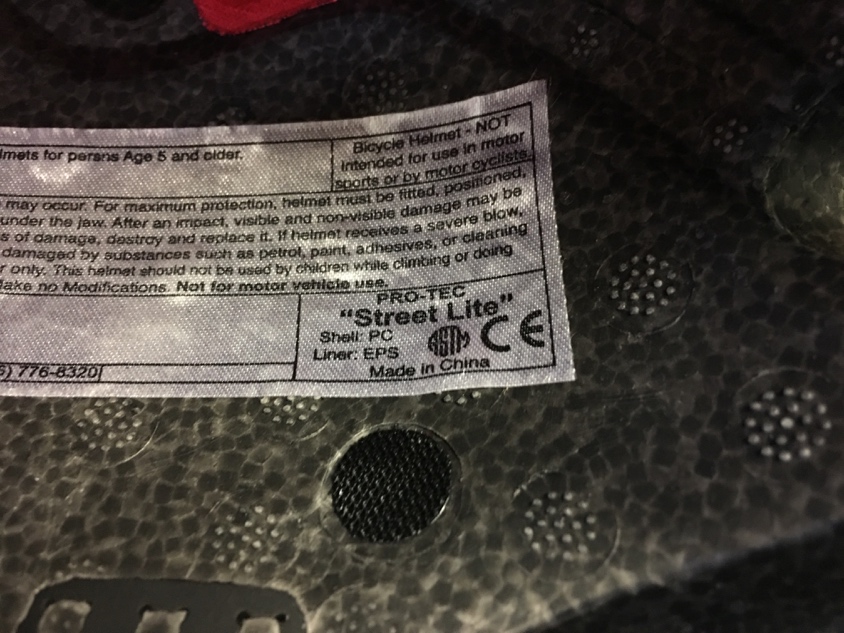 lmets for persns Age 5 and older.
Bicycle Helmet - NOT
intended for use in motor
sports or by motor cyclists.
may occur. For maximum protection, helmet must be fitted, positioned,
under the jaw. After an impact, visible and non-visible damage may be
s of damage, destroy and replace it. If helmet receives a severe blow,
damaged by substances such as petrol, paint, adhesives, or cleaning
r only. This helmet should not be used by children while climbing or doing
ake no Modifications. Not for motor vehicle use.
PRO-TEC
"Street Lite"
Shell: PC
Liner: EPS
ASTM CE
Made in China
) 776-8320